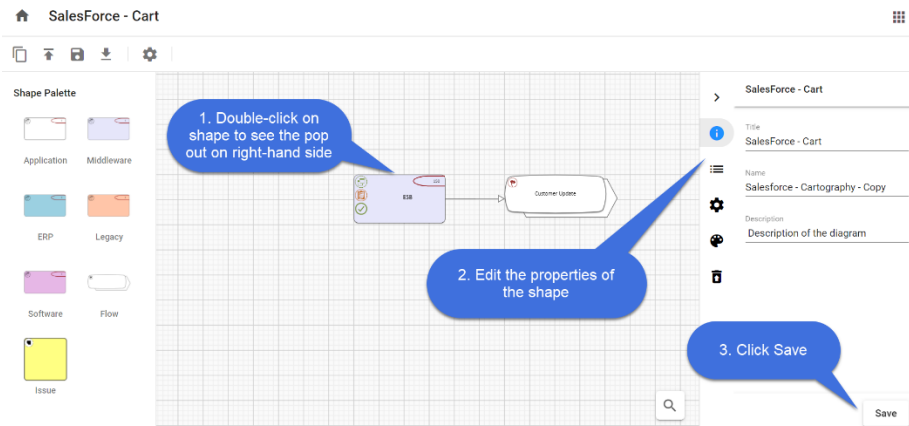 SalesForce - Cart
Shape Palette
Application
Middleware
ERP
Legacy
Software
Flow
Issue
1. Double-click on
shape to see the pop
out on right-hand side
ESB
Customer Update
2. Edit the properties of
the shape
SalesForce - Cart
Title
SalesForce - Cart
Name
Salesforce - Cartography - Copy
Description
Description of the diagram
3. Click Save
Save